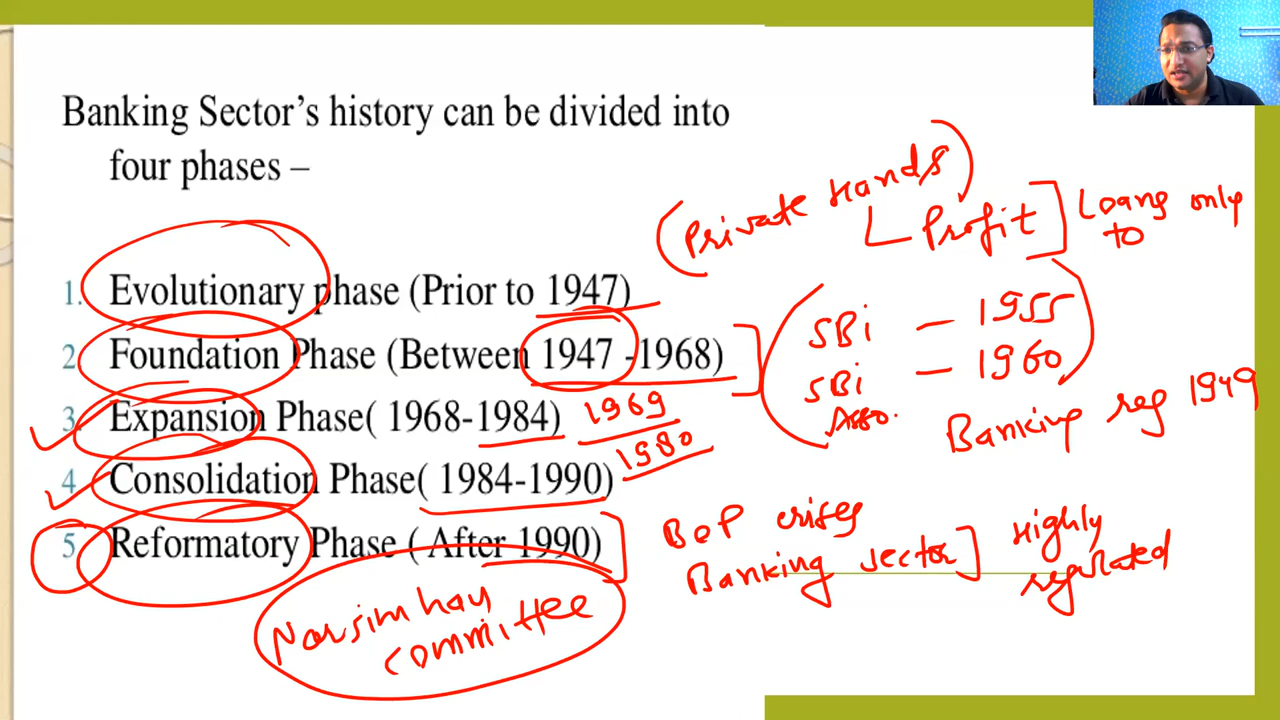 Banking Sector's history can be divided into
four phases –
(Private Hands)
Profit] Loans only
to
1. Evolutionary phase (Prior to 1947)
SBi – 1955
2 Foundation Phase (Between 1947 -1968)
SBi – 1960
Asso.
3 Expansion Phase( 1968-1984) 1969
Banking reg 1949
1980
4 Consolidation Phase( 1984-1990)
5 Reformatory Phase ( After 1990)
BoP crises
Banking sector] Highly
regulated
Narsimham
committee